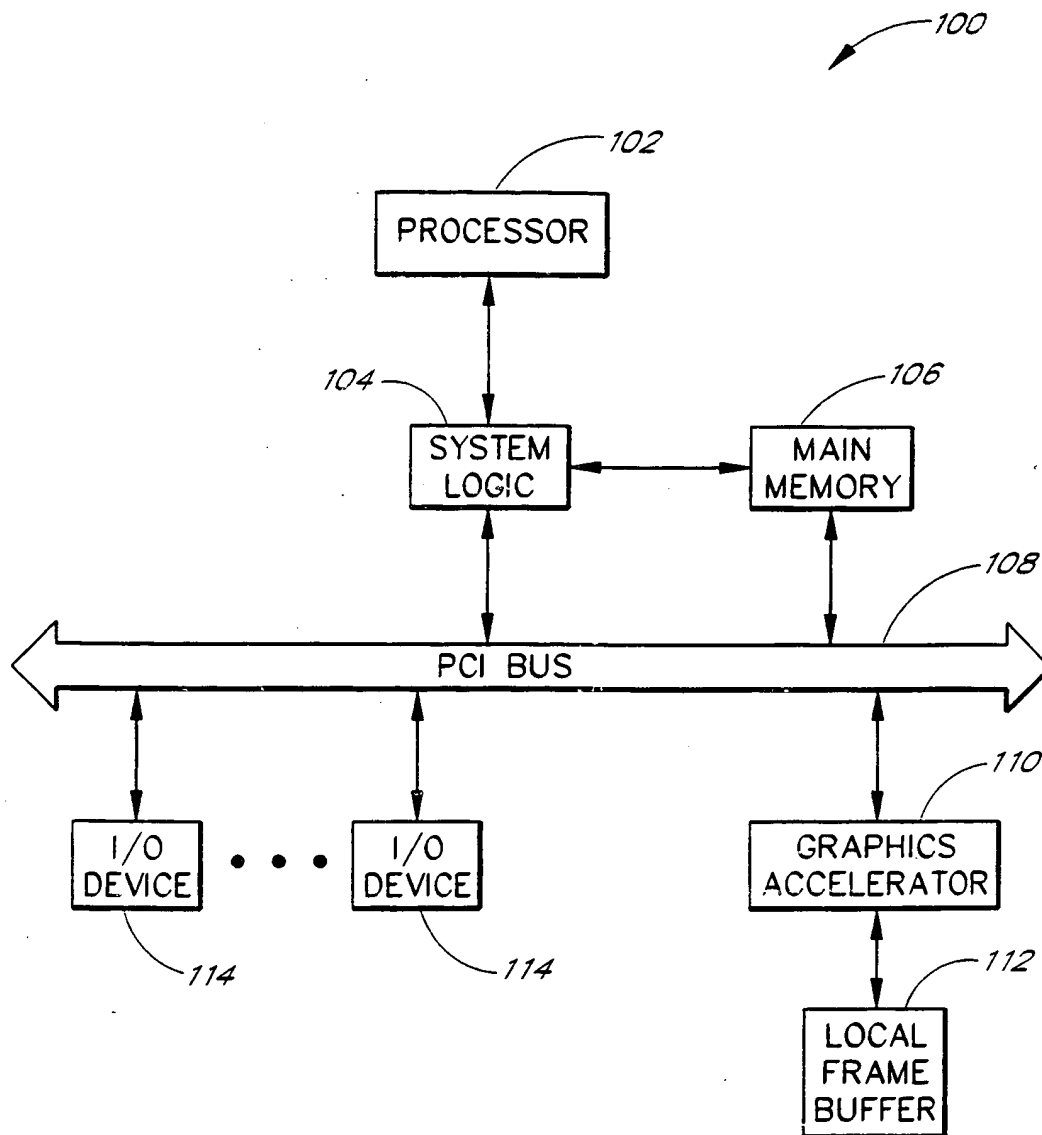 100
102
PROCESSOR
104
106
SYSTEM
LOGIC
MAIN
MEMORY
108
PCI BUS
110
I/O
DEVICE
I/O
DEVICE
GRAPHICS
ACCELERATOR
114
114
112
LOCAL
FRAME
BUFFER